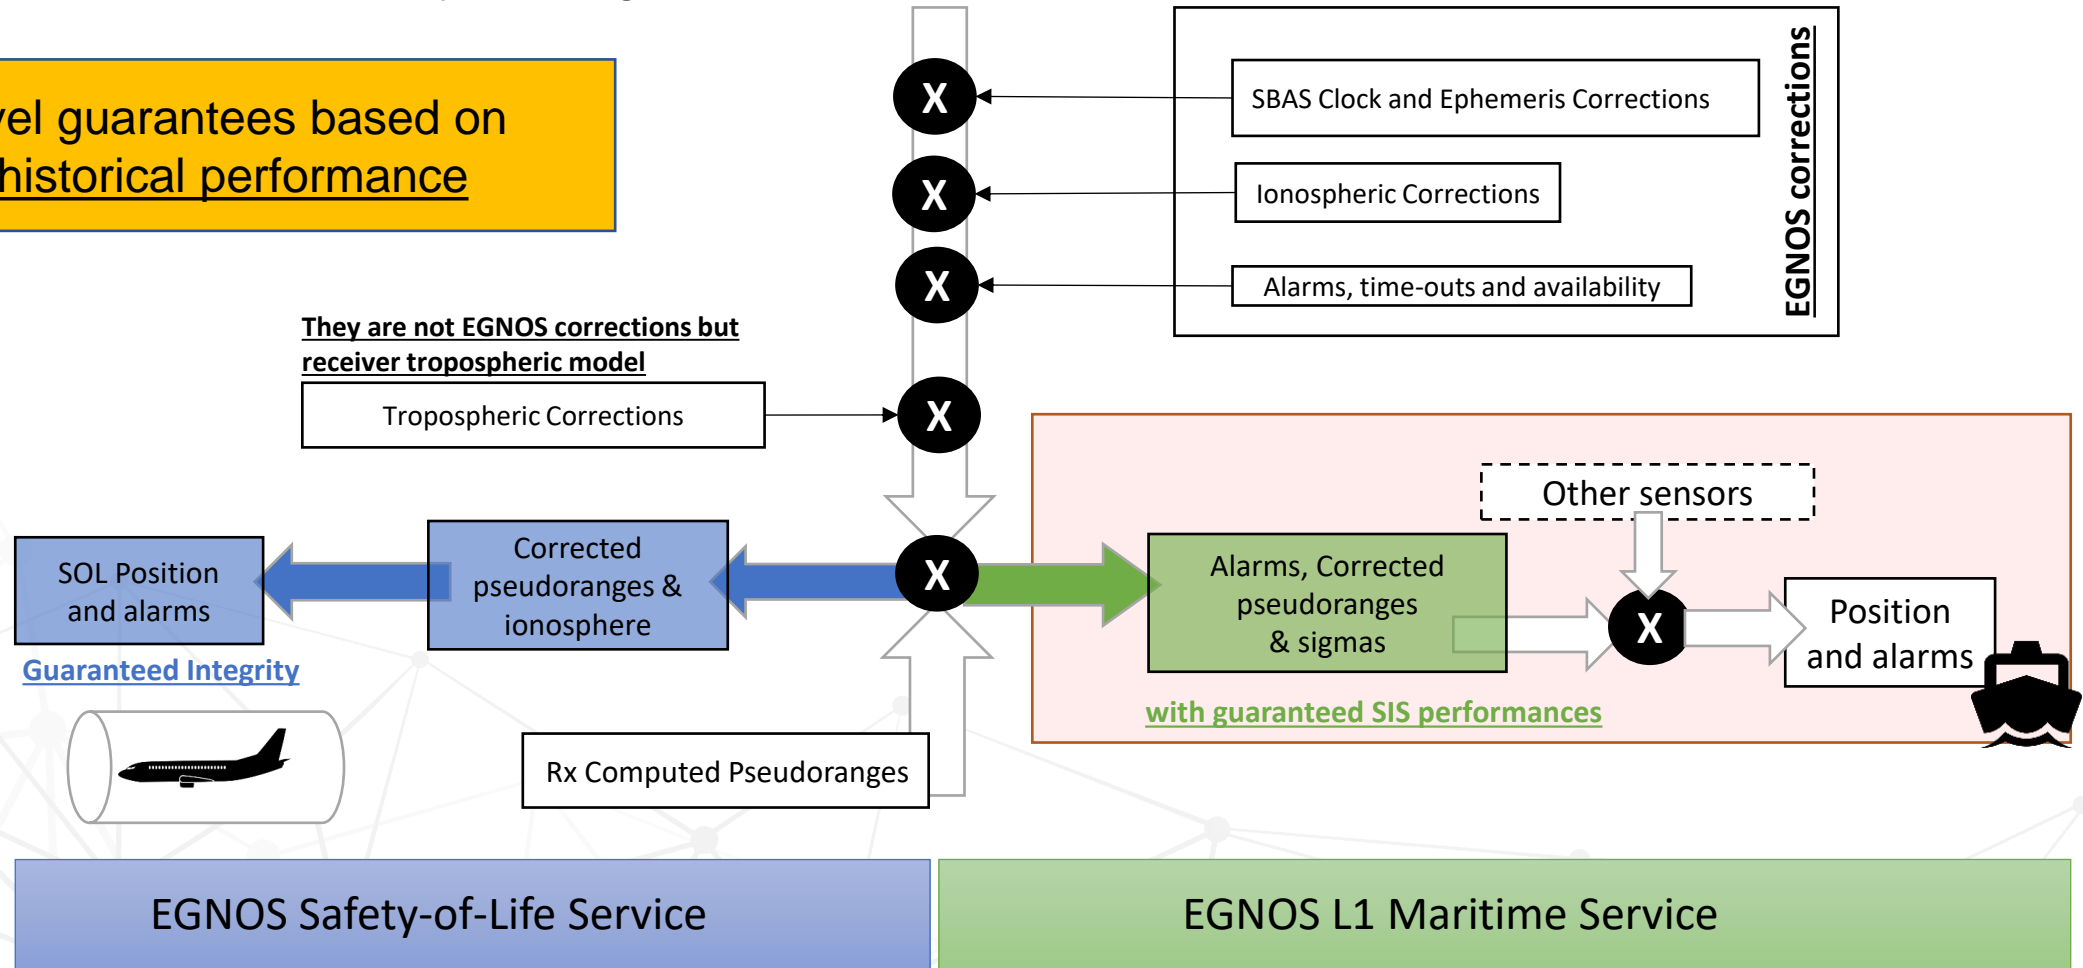 guarantees based on
historical performance
SBAS Clock and Ephemeris Corrections
Ionospheric Corrections
Alarms, time-outs and availability
EGNOS corrections
X
X
X
They are not EGNOS corrections but
receiver tropospheric model
Tropospheric Corrections
X
SOL Position
and alarms
Guaranteed Integrity
Corrected
pseudoranges &
ionosphere
X
Rx Computed Pseudoranges
Alarms, Corrected
pseudoranges
& sigmas
with guaranteed SIS performances
Other sensors
X
Position
and alarms
EGNOS Safety-of-Life Service
EGNOS L1 Maritime Service